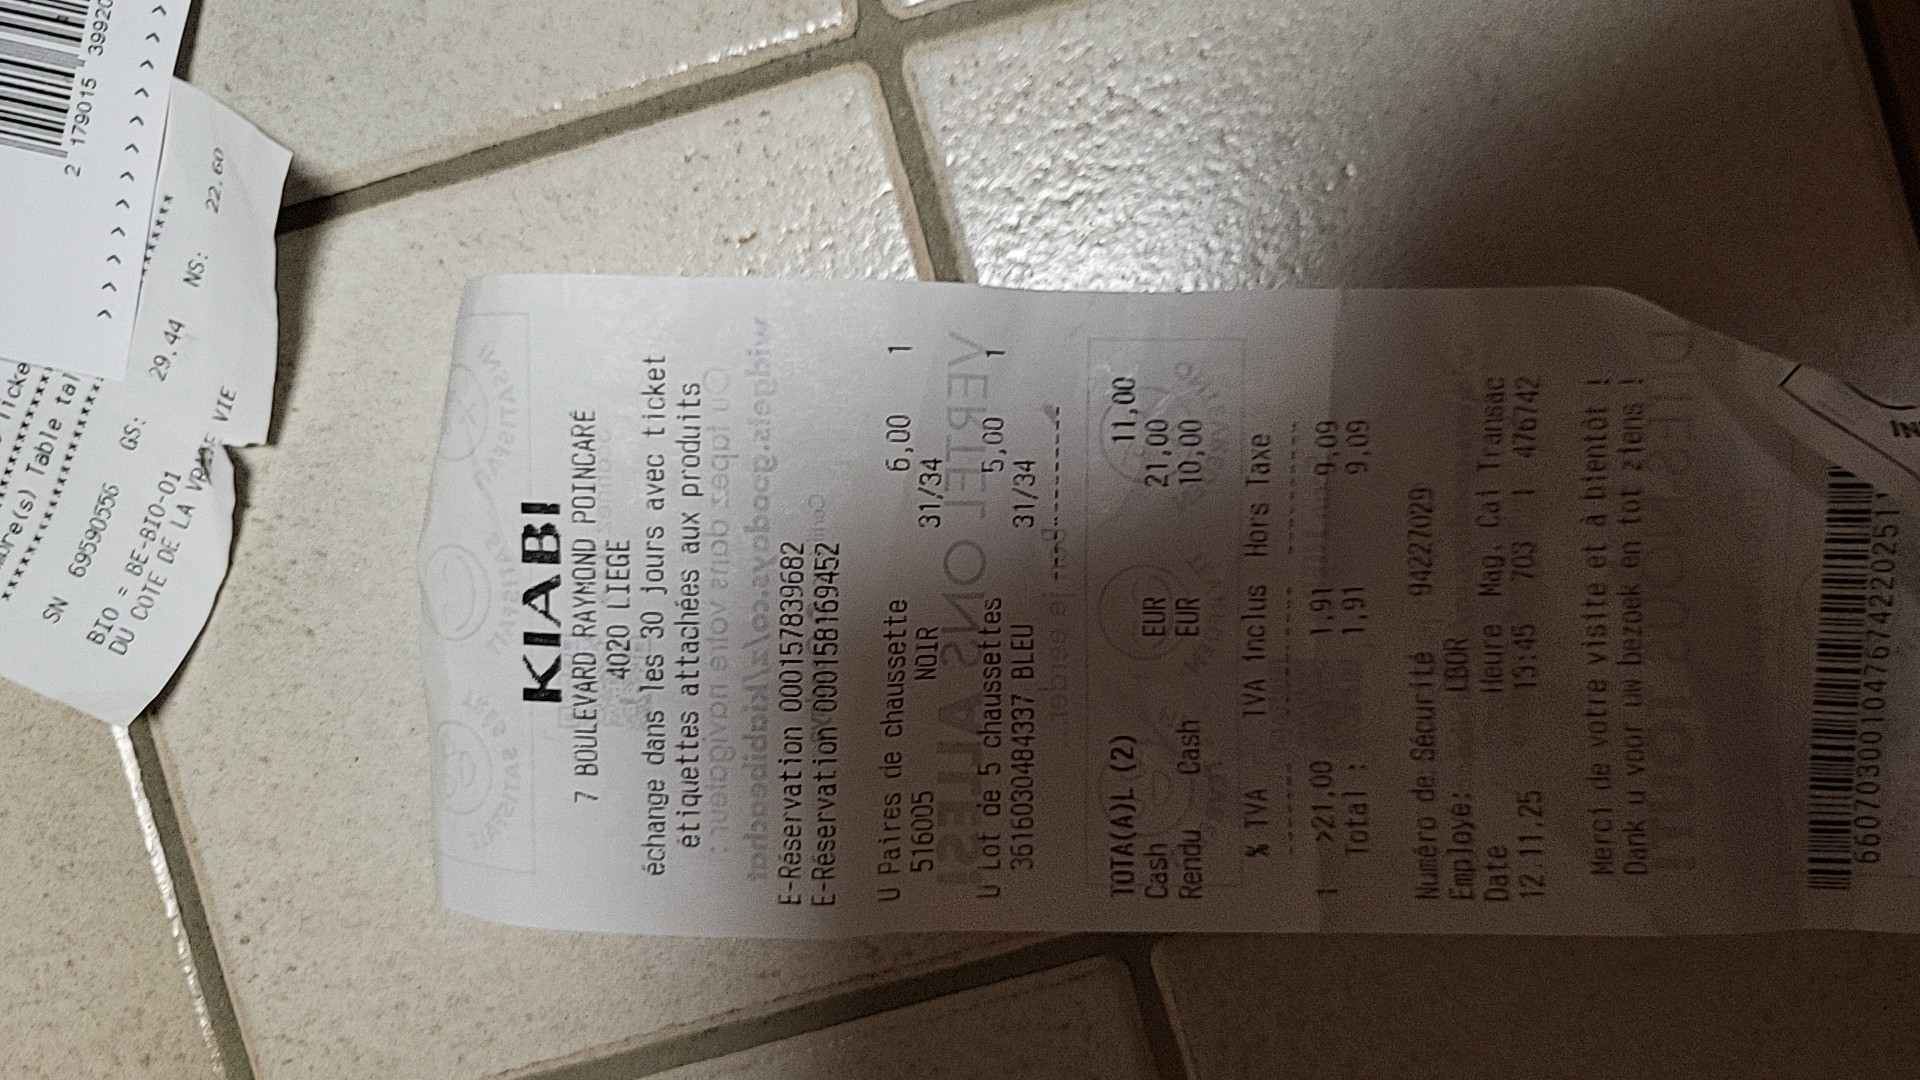 KIABI
7 BOULEVARD RAYMOND POINCARÉ
4020 LIEGE
échange dans les 30 jours avec ticket
étiquettes attachées aux produits
E-Réservation 000157839682
E-Réservation 000158169452
U Paires de chaussette 6,00 1
516005 NOIR 31/34
U Lot de 5 chaussettes 5,00 1
3616030484337 BLEU 31/34
TOTA(A)L (2) 11,00
Cash EUR 21,00
Rendu Cash EUR 10,00
% TVA TVA Inclus Hors Taxe
1 >21,00 1,91 9,09
Total : 1,91 9,09
Numéro de Sécurité 94227029
Employé: LBOR
Date Heure Mag. Cai Transac
12.11.25 13:45 703 1 476742
Merci de votre visite et à bientôt !
Dank u voor uw bezoek en tot ziens !
6607030010476742202511
2 179015 39920
Table
SN 69590556 GS: 29.44 NS: 22.60
BIO = BE-BIO-01
DU COTE DE LA VRAIE VIE